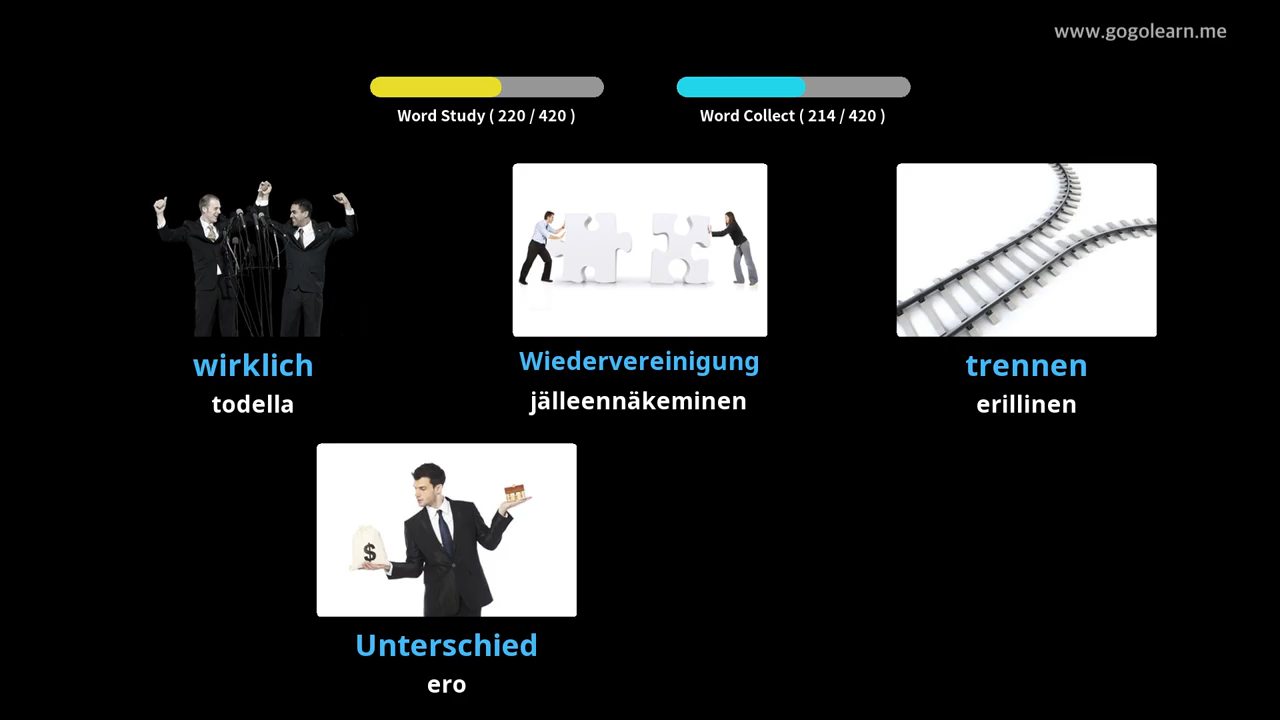 www.gogolearn.me
Word Study ( 220 / 420 )
Word Collect ( 214 / 420 )
wirklich
todella
Wiedervereinigung
jälleennäkeminen
trennen
erillinen
$
Unterschied
ero